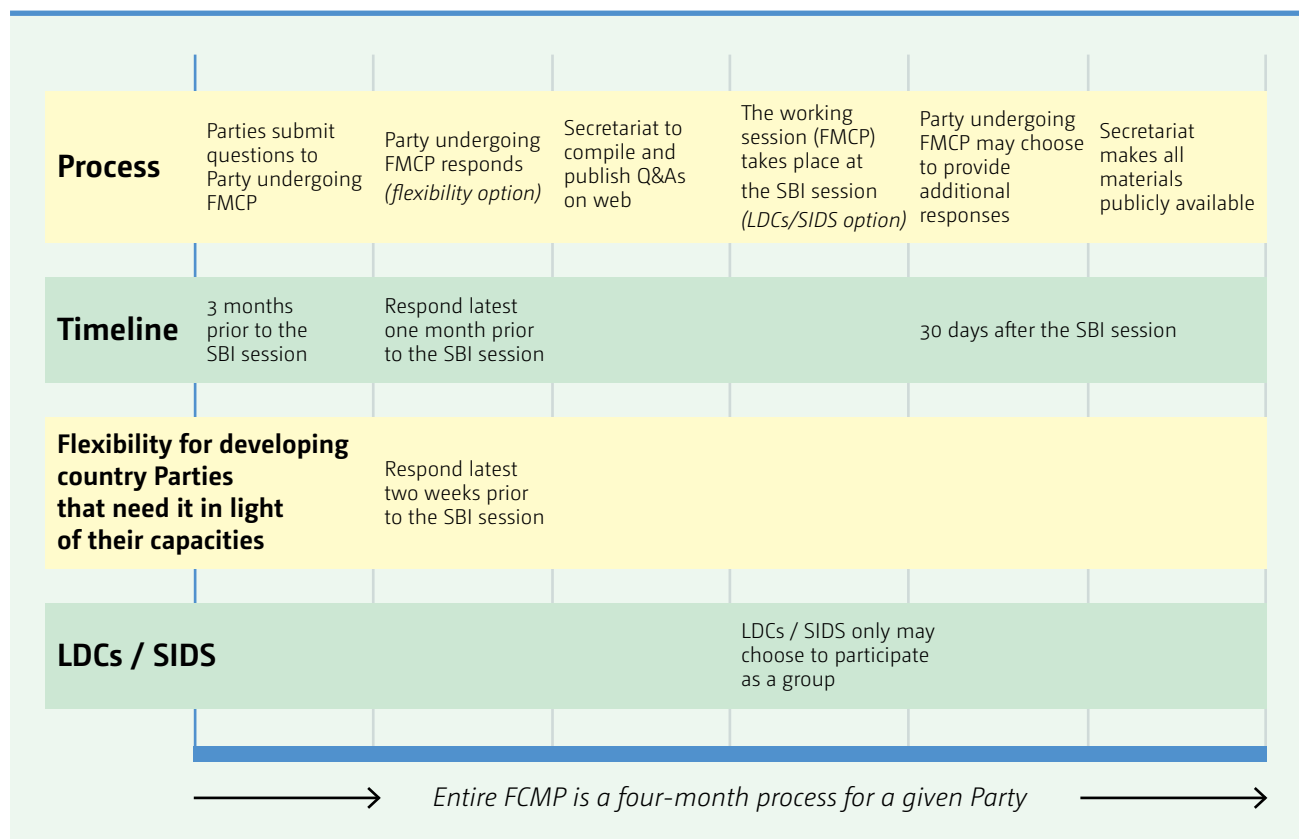 Process
Parties submit
questions to
Party undergoing
FMCP
Party undergoing
FMCP responds
(flexibility option)
Secretariat to
compile and
publish Q&As
on web
The working
session (FMCP)
takes place at
the SBI session
(LDCs/SIDS option)
Party undergoing
FMCP may choose
to provide
additional
responses
Secretariat
makes all
materials
publicly available
Timeline
3 months
prior to the
SBI session
Respond latest
one month prior
to the SBI session
30 days after the SBI session
Flexibility for developing
country Parties
that need it in light
of their capacities
Respond latest
two weeks prior
to the SBI session
LDCs / SIDS
LDCs / SIDS only may
choose to participate
as a group
Entire FCMP is a four-month process for a given Party